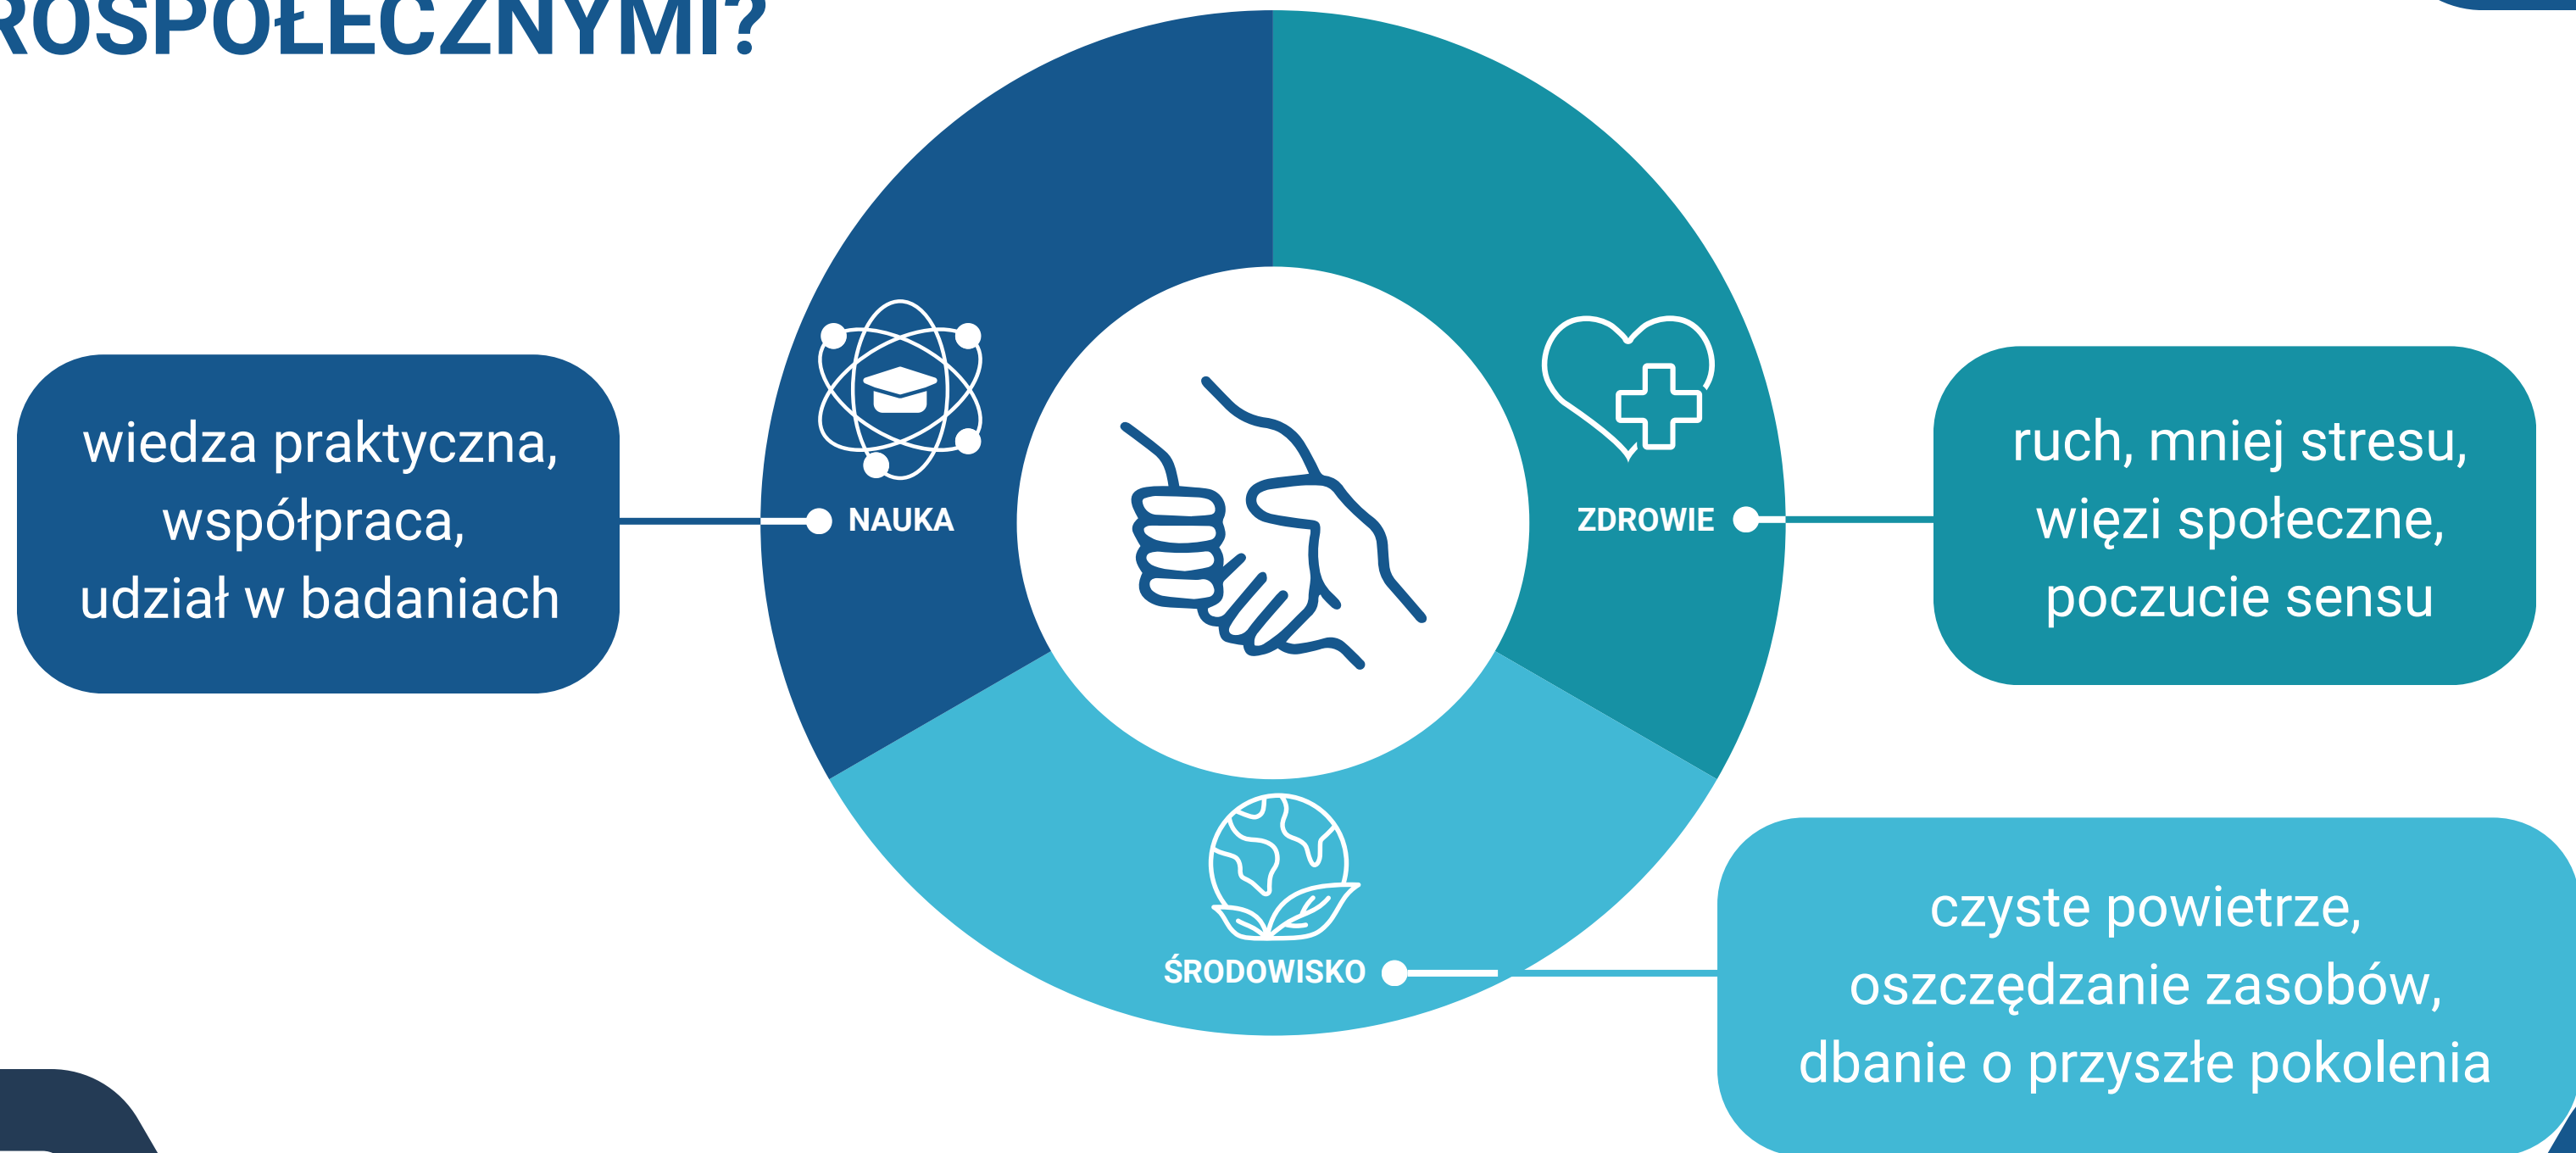 ROSPOŁECZNYMI?
NAUKA
wiedza praktyczna,
współpraca,
udział w badaniach
ZDROWIE
ruch, mniej stresu,
więzi społeczne,
poczucie sensu
ŚRODOWISKO
czyste powietrze,
oszczędzanie zasobów,
dbanie o przyszłe pokolenia